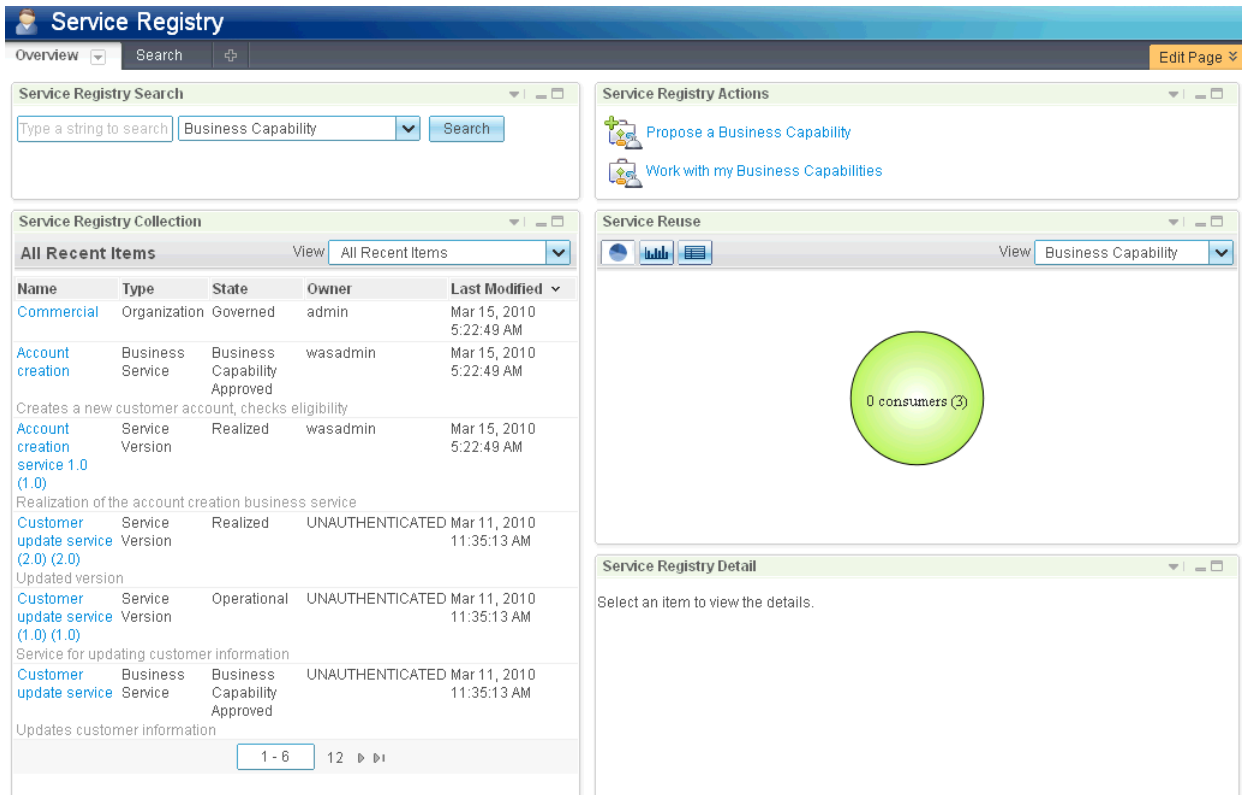 Service Registry
Overview Search
Edit Page
Service Registry Search
Type a string to search Business Capability Search
Service Registry Actions
Propose a Business Capability
Work with my Business Capabilities
Service Registry Collection
All Recent Items View All Recent Items
Name Type State Owner Last Modified
Commercial Organization Governed admin Mar 15, 2010
5:22:49 AM
Account Business Business wasadmin Mar 15, 2010
creation Service Capability 5:22:49 AM
Approved
Creates a new customer account, checks eligibility
Account Service Realized wasadmin Mar 15, 2010
creation Version 5:22:49 AM
service 1.0
(1.0)
Realization of the account creation business service
Customer Service Realized UNAUTHENTICATED Mar 11, 2010
update service Version 11:35:13 AM
(2.0) (2.0)
Updated version
Customer Service Operational UNAUTHENTICATED Mar 11, 2010
update service Version 11:35:13 AM
(1.0) (1.0)
Service for updating customer information
Customer Business Business UNAUTHENTICATED Mar 11, 2010
update service Service Capability 11:35:13 AM
Approved
Updates customer information
1 - 6 12
Service Reuse
View Business Capability
0 consumers (3)
Service Registry Detail
Select an item to view the details.